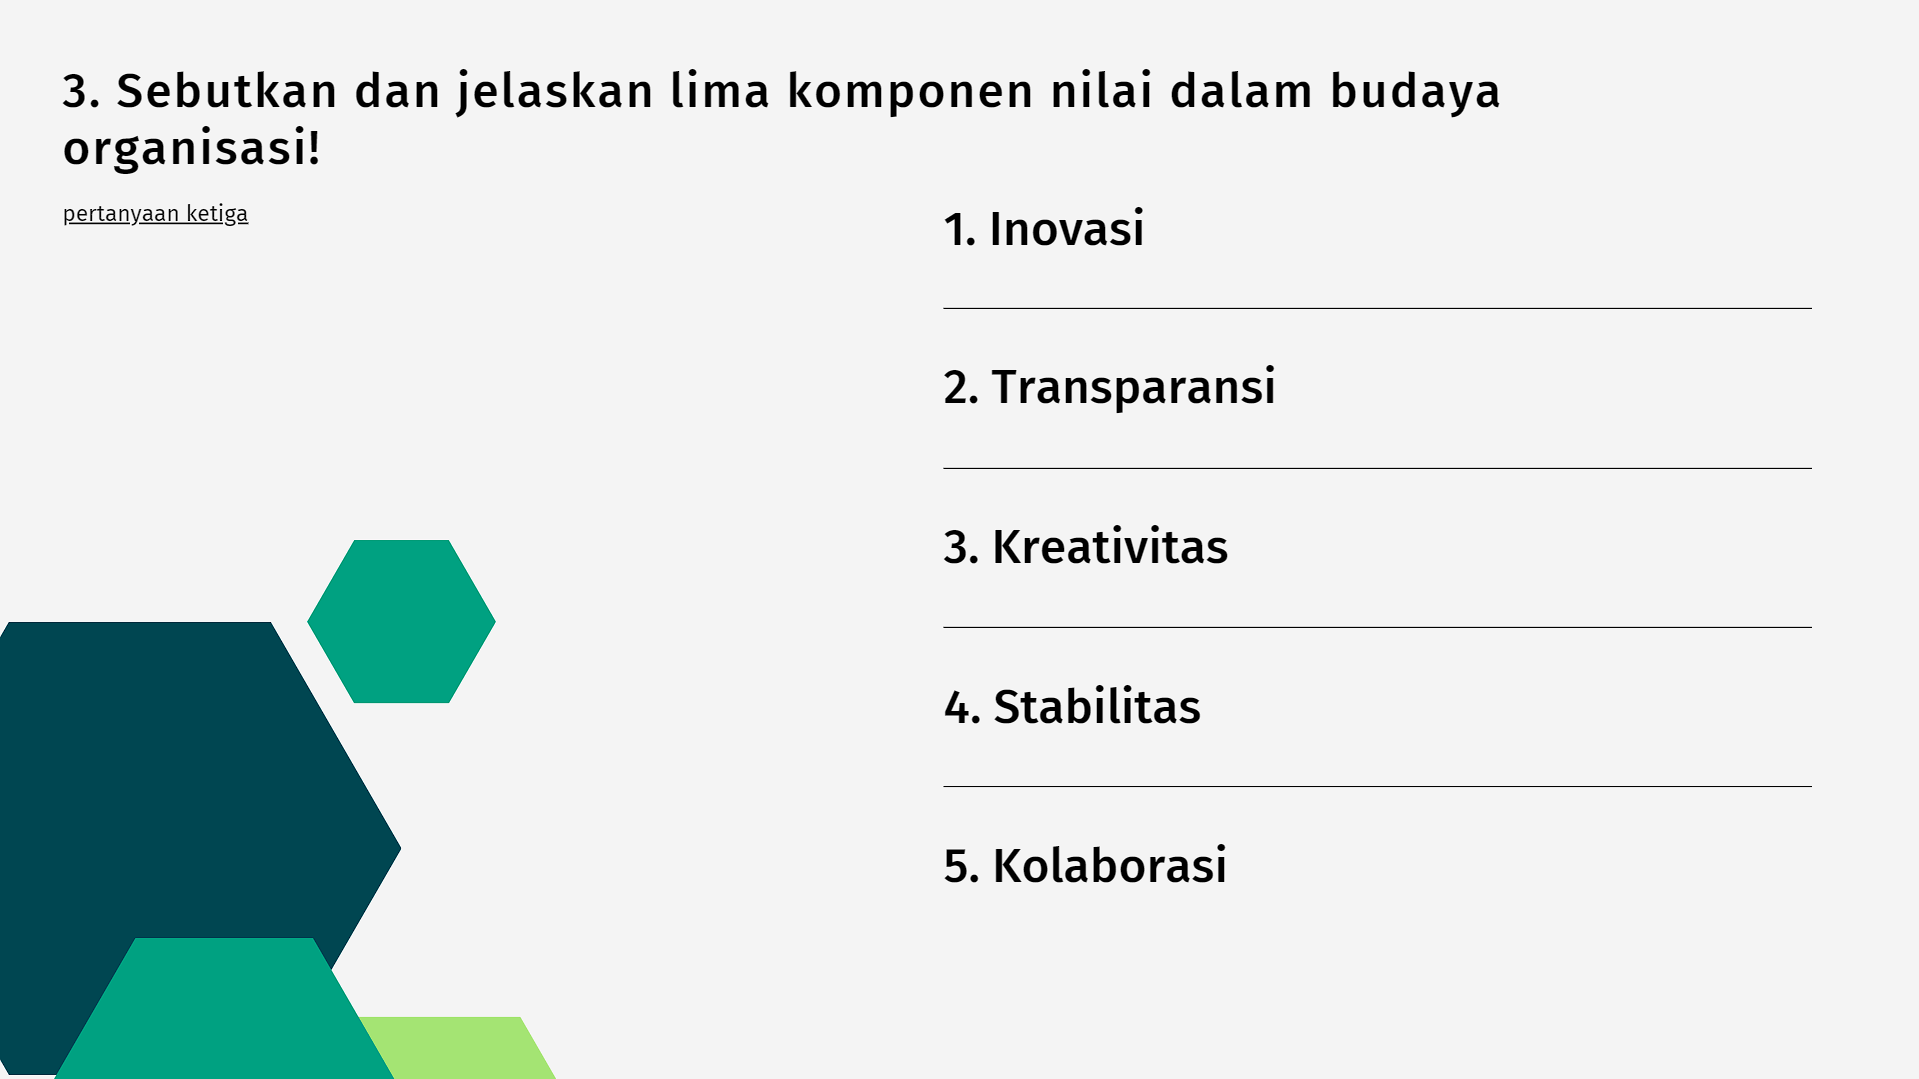 3. Sebutkan dan jelaskan lima komponen nilai dalam budaya
organisasi!
pertanyaan ketiga
1. Inovasi
2. Transparansi
3. Kreativitas
4. Stabilitas
5. Kolaborasi